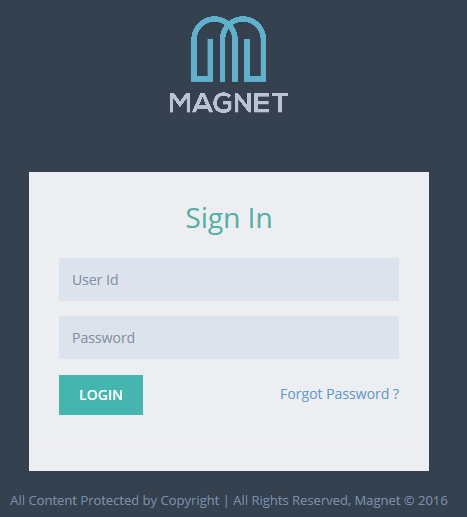 MAGNET
Sign In
User Id
Password
LOGIN
Forgot Password ?
All Content Protected by Copyright | All Rights Reserved, Magnet © 2016